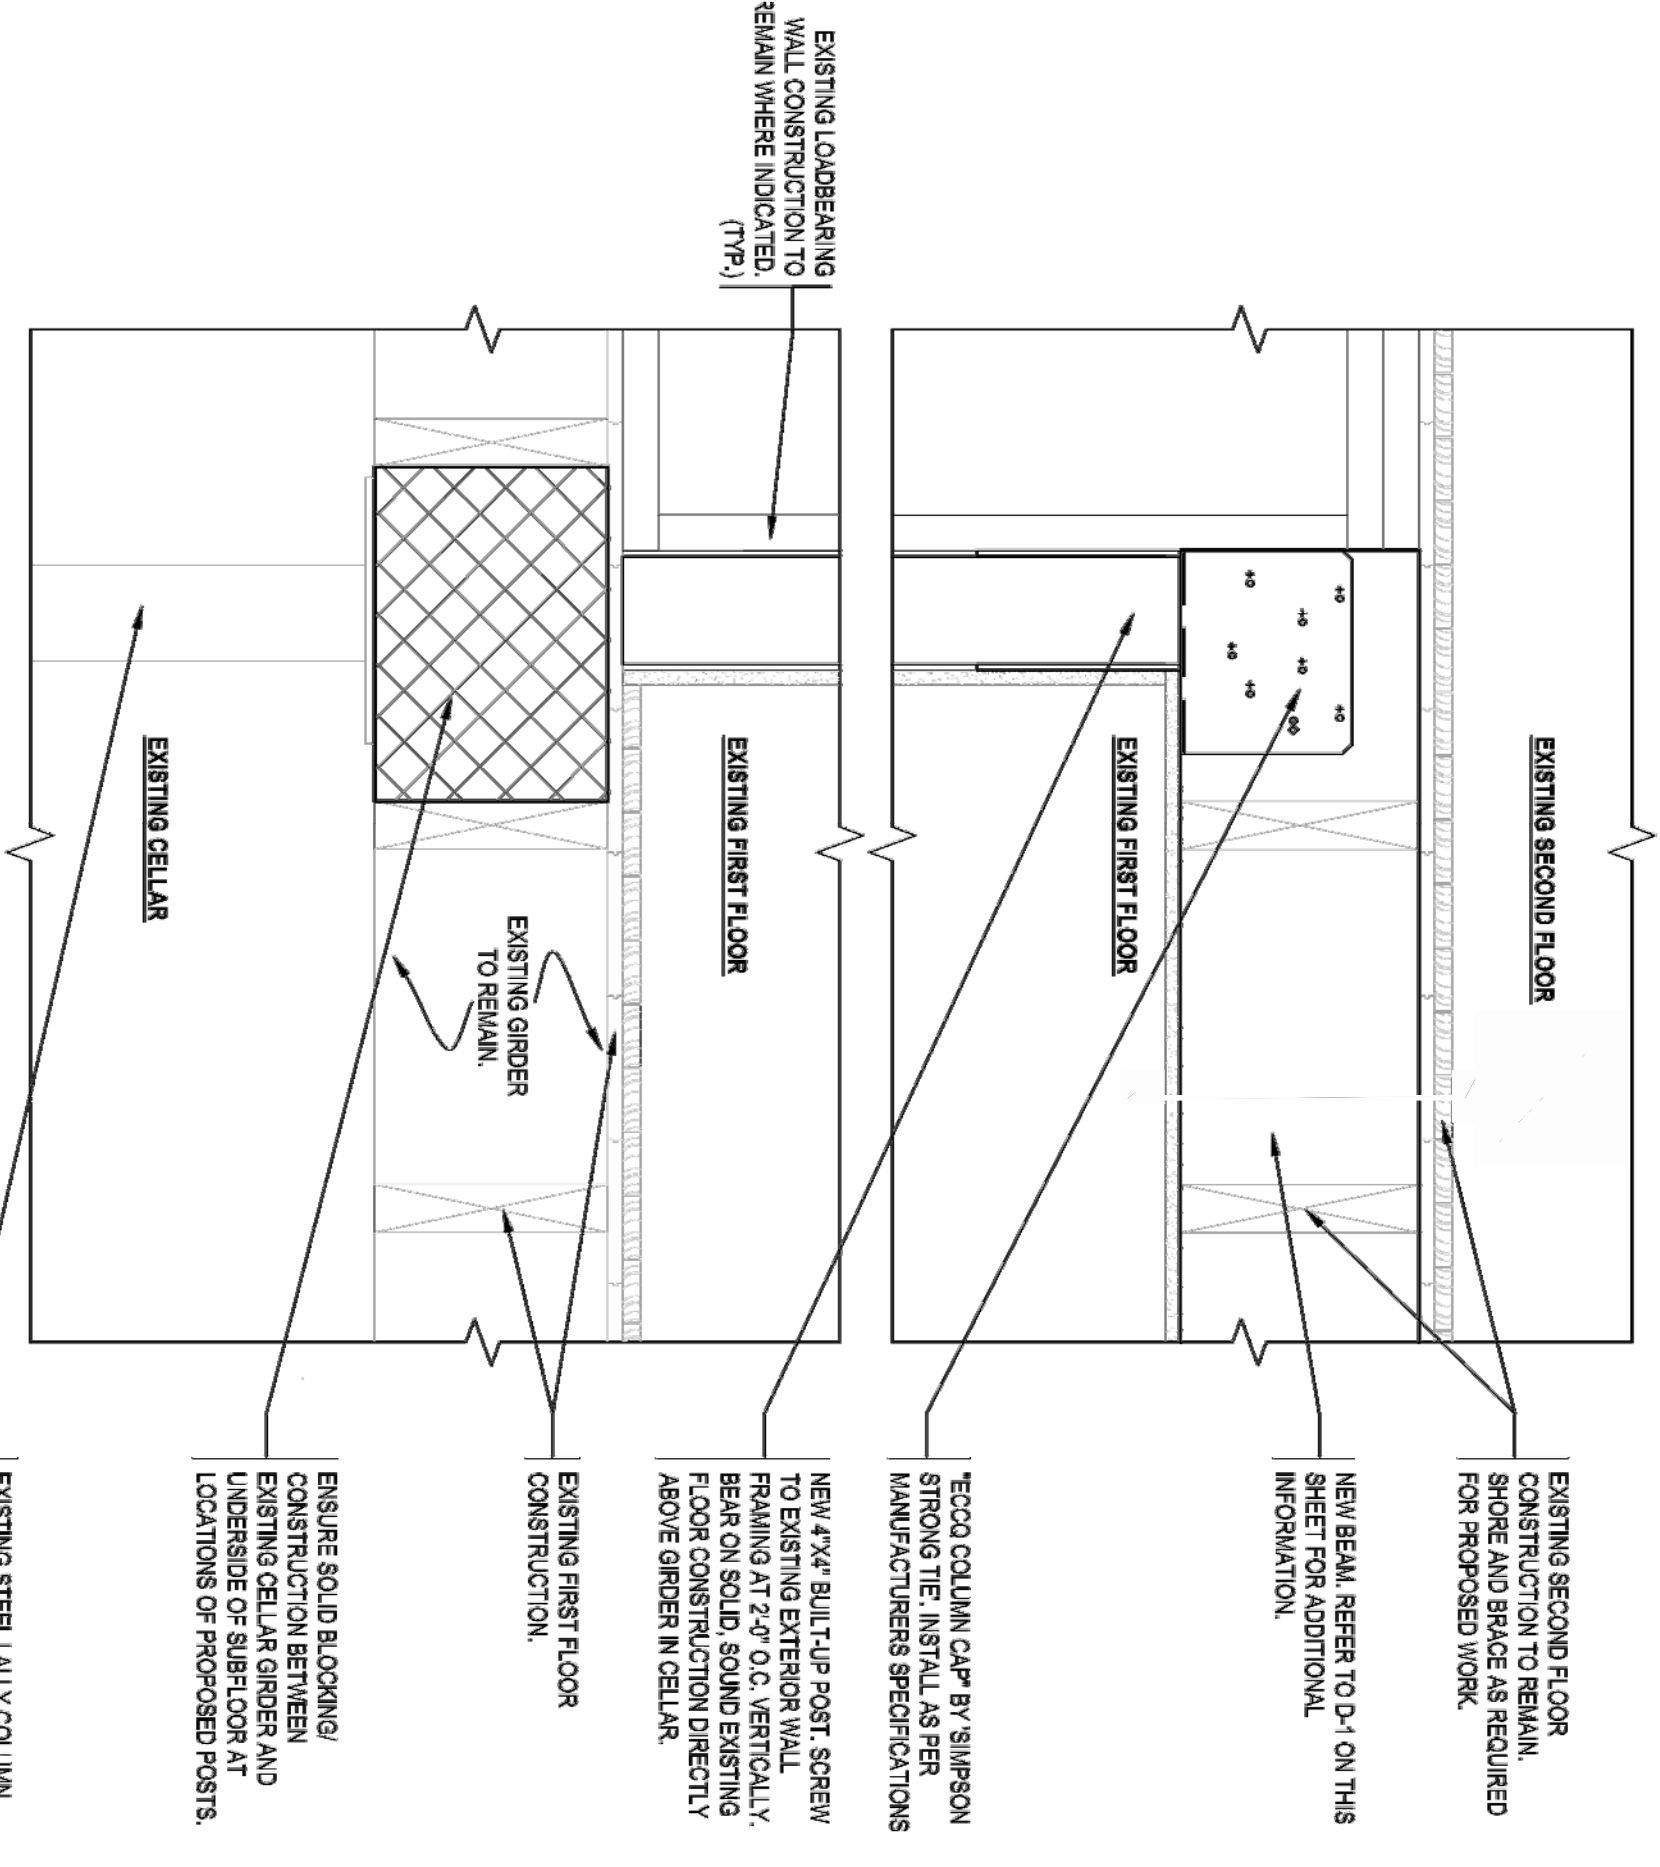 EXISTING LOADBEARING
WALL CONSTRUCTION TO
REMAIN WHERE INDICATED.
(TYP.)
EXISTING SECOND FLOOR
EXISTING FIRST FLOOR
EXISTING FIRST FLOOR
EXISTING GIRDER
TO REMAIN.
EXISTING CELLAR
EXISTING SECOND FLOOR
CONSTRUCTION TO REMAIN.
SHORE AND BRACE AS REQUIRED
FOR PROPOSED WORK.
NEW BEAM. REFER TO D-1 ON THIS
SHEET FOR ADDITIONAL
INFORMATION.
"ECCQ COLUMN CAP" BY 'SIMPSON
STRONG TIE'. INSTALL AS PER
MANUFACTURERS SPECIFICATIONS
NEW 4"X4" BUILT-UP POST. SCREW
TO EXISTING EXTERIOR WALL
FRAMING AT 2'-0" O.C. VERTICALLY.
BEAR ON SOLID, SOUND EXISTING
FLOOR CONSTRUCTION DIRECTLY
ABOVE GIRDER IN CELLAR.
EXISTING FIRST FLOOR
CONSTRUCTION.
ENSURE SOLID BLOCKING/
CONSTRUCTION BETWEEN
EXISTING CELLAR GIRDER AND
UNDERSIDE OF SUBFLOOR AT
LOCATIONS OF PROPOSED POSTS.
EXISTING STEEL LALLY COLUMN